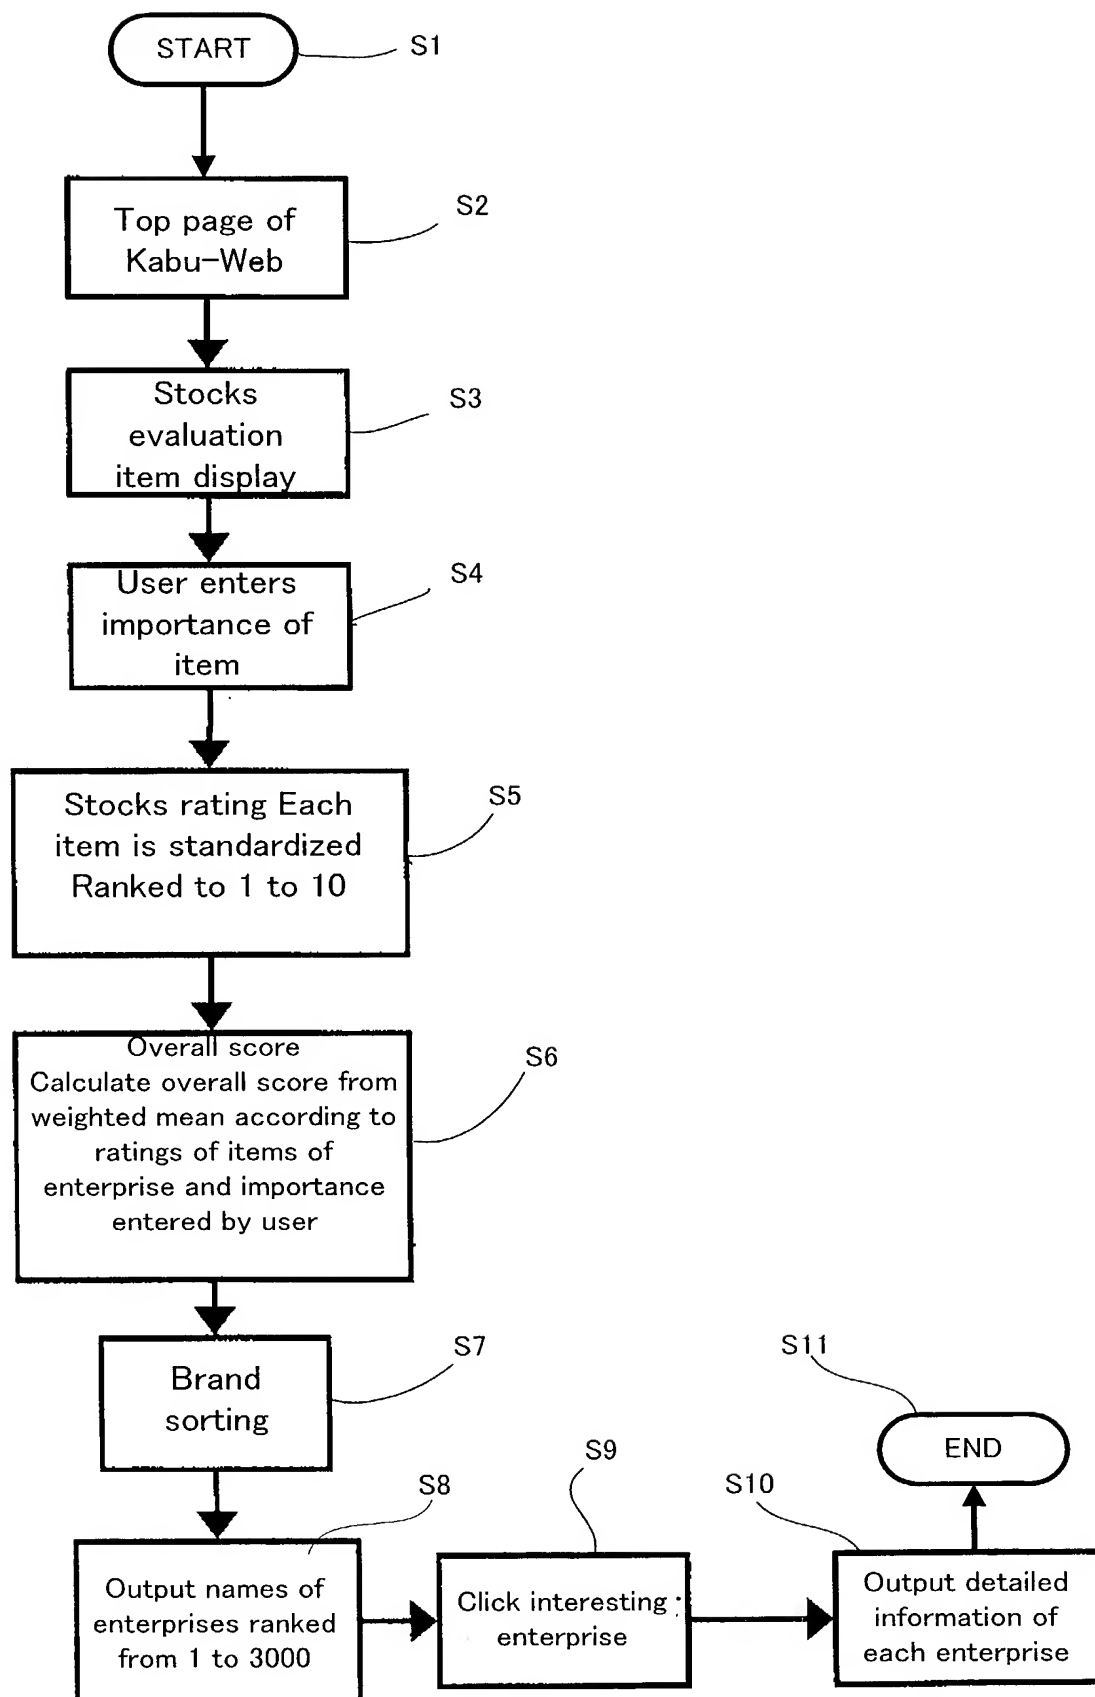 START
S1
Top page of
Kabu-Web
S2
Stocks
evaluation
item display
S3
User enters
importance of
item
S4
Stocks rating Each
item is standardized
Ranked to 1 to 10
S5
Overall score
Calculate overall score from
weighted mean according to
ratings of items of
enterprise and importance
entered by user
S6
Brand
sorting
S7
Output names of
enterprises ranked
from 1 to 3000
S8
Click interesting
enterprise
S9
Output detailed
information of
each enterprise
S10
END
S11